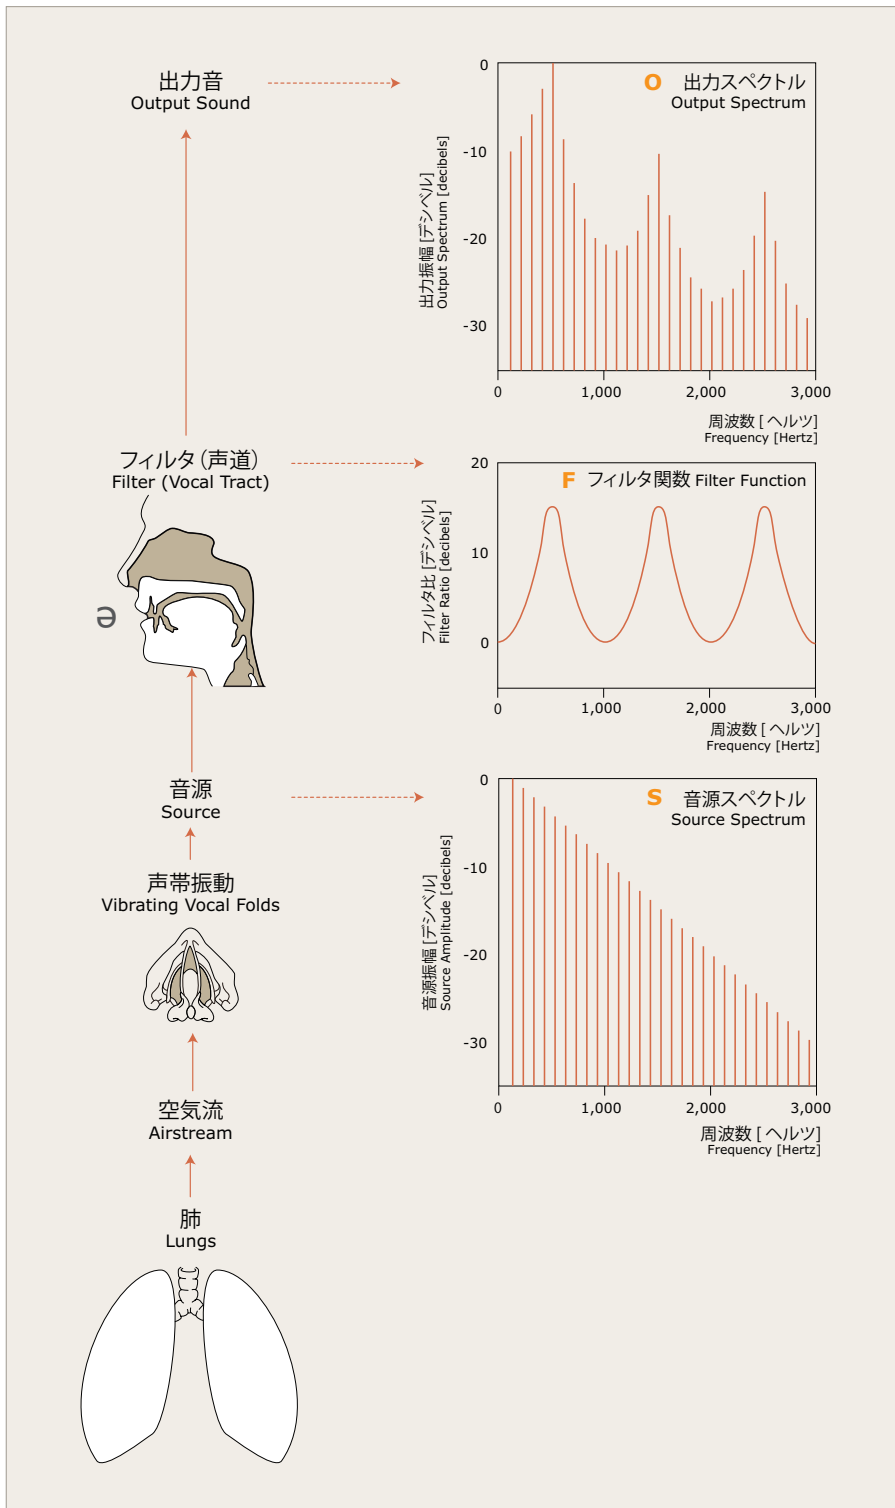 出力音
Output Sound
O 出力スペクトル
Output Spectrum
出力振幅 [デシベル]
Output Spectrum [decibels]
0
-10
-20
-30
0
1,000
2,000
3,000
周波数 [ ヘルツ]
Frequency [Hertz]
フィルタ（声道）
Filter (Vocal Tract)
ə
F フィルタ関数 Filter Function
フィルタ比 [デシベル]
Filter Ratio [decibels]
20
10
0
0
1,000
2,000
3,000
周波数 [ ヘルツ]
Frequency [Hertz]
音源
Source
S 音源スペクトル
Source Spectrum
音源振幅 [デシベル]
Source Amplitude [decibels]
0
-10
-20
-30
0
1,000
2,000
3,000
周波数 [ ヘルツ]
Frequency [Hertz]
声帯振動
Vibrating Vocal Folds
空気流
Airstream
肺
Lungs